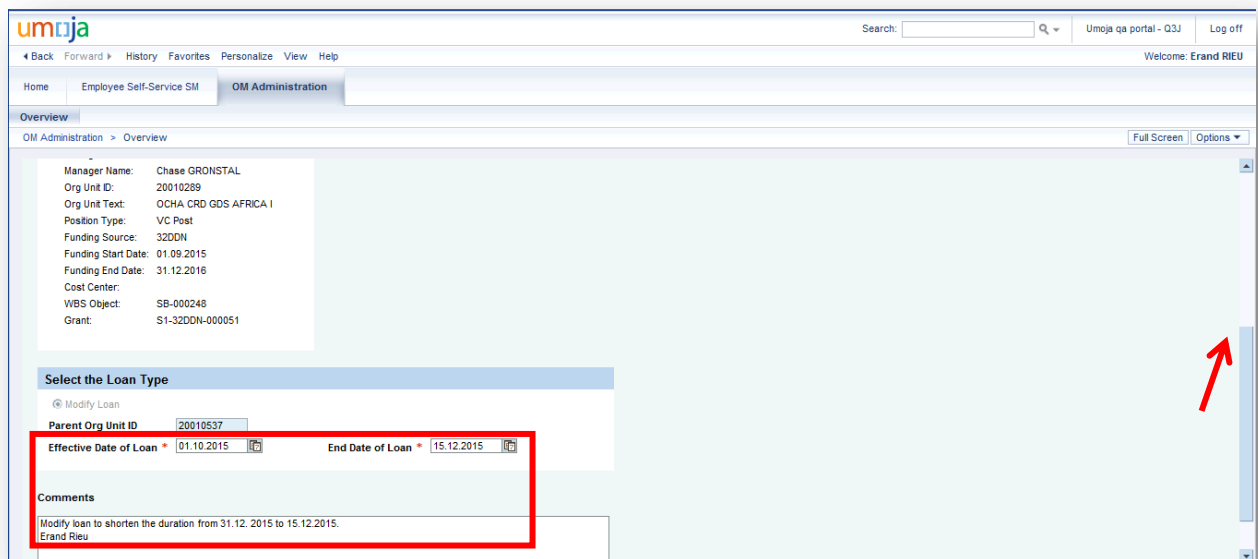 umoja Search: Umoja qa portal - Q3J Log off
Back Forward History Favorites Personalize View Help Welcome: Erand RIEU
Home Employee Self-Service SM OM Administration
Overview
OM Administration > Overview Full Screen Options
Manager Name: Chase GRONSTAL
Org Unit ID: 20010289
Org Unit Text: OCHA CRD GDS AFRICA I
Position Type: VC Post
Funding Source: 32DDN
Funding Start Date: 01.09.2015
Funding End Date: 31.12.2016
Cost Center:
WBS Object: SB-000248
Grant: S1-32DDN-000051
Select the Loan Type
Modify Loan
Parent Org Unit ID 20010537
Effective Date of Loan * 01.10.2015 End Date of Loan * 15.12.2015
Comments
Modify loan to shorten the duration from 31.12. 2015 to 15.12.2015.
Erand Rieu